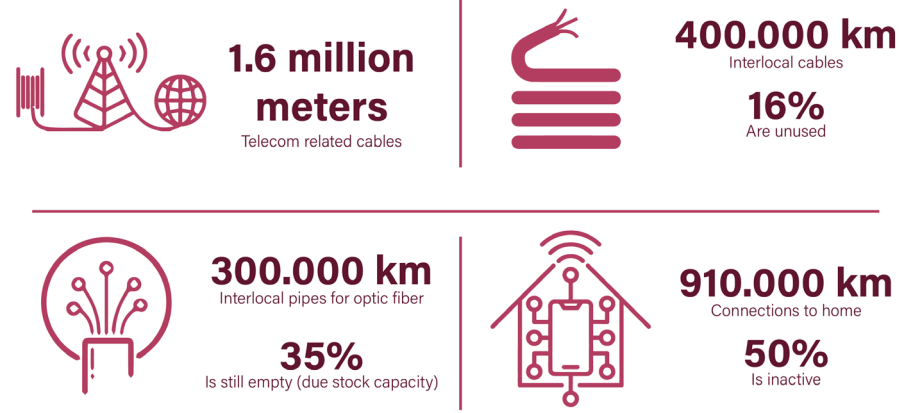 1.6 million
meters
Telecom related cables
400.000 km
Interlocal cables
16%
Are unused
300.000 km
Interlocal pipes for optic fiber
35%
Is still empty (due stock capacity)
910.000 km
Connections to home
50%
Is inactive